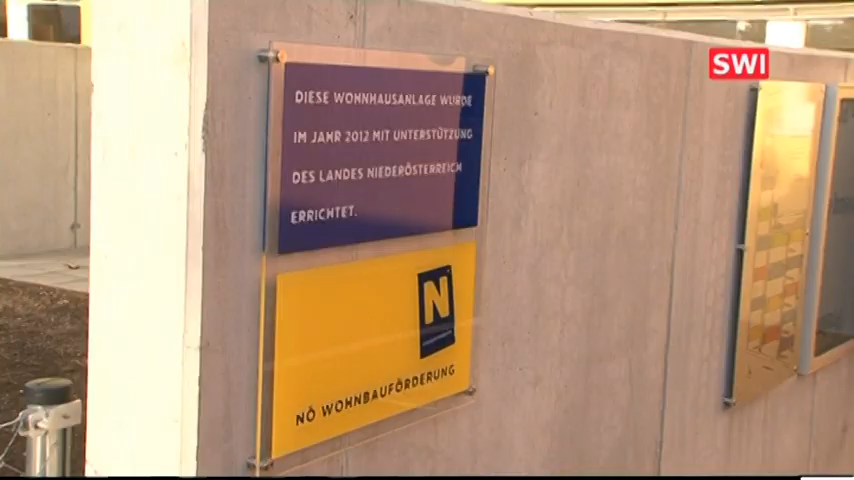 SWI
DIESE WOHNHAUSANLAGE WURDE
IM JAHR 2012 MIT UNTERSTÜTZUNG
DES LANDES NIEDERÖSTERREICH
ERRICHTET.
N
NÖ WOHNBAUFÖRDERUNG